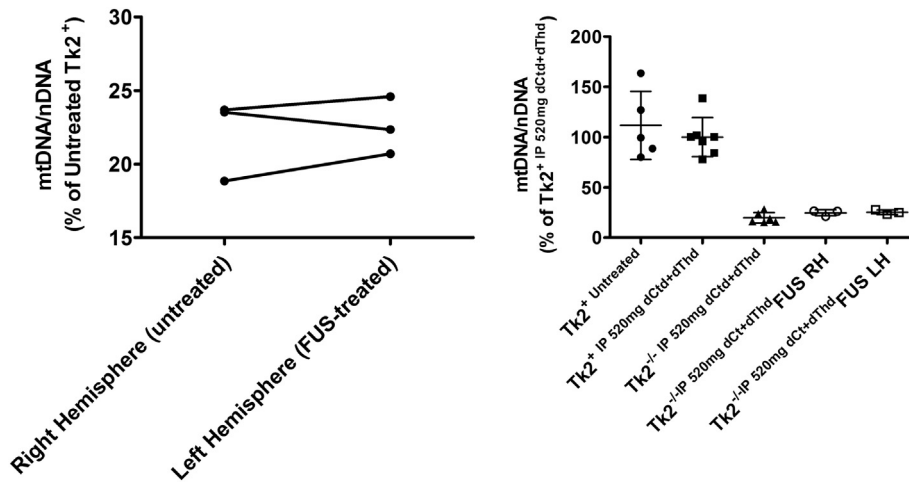 mtDNA/nDNA
(% of Untreated Tk2+)
30
25
20
15
Right Hemisphere (untreated)
Left Hemisphere (FUS-treated)
mtDNA/nDNA
(% of Tk2+ IP 520mg dCtd+dThd)
200
150
100
50
0
Tk2+ Untreated
Tk2+ IP 520mg dCtd+dThd
Tk2-/- IP 520mg dCtd+dThd
Tk2-/-IP 520mg dCt+dThd FUS RH
Tk2-/-IP 520mg dCt+dThd FUS LH